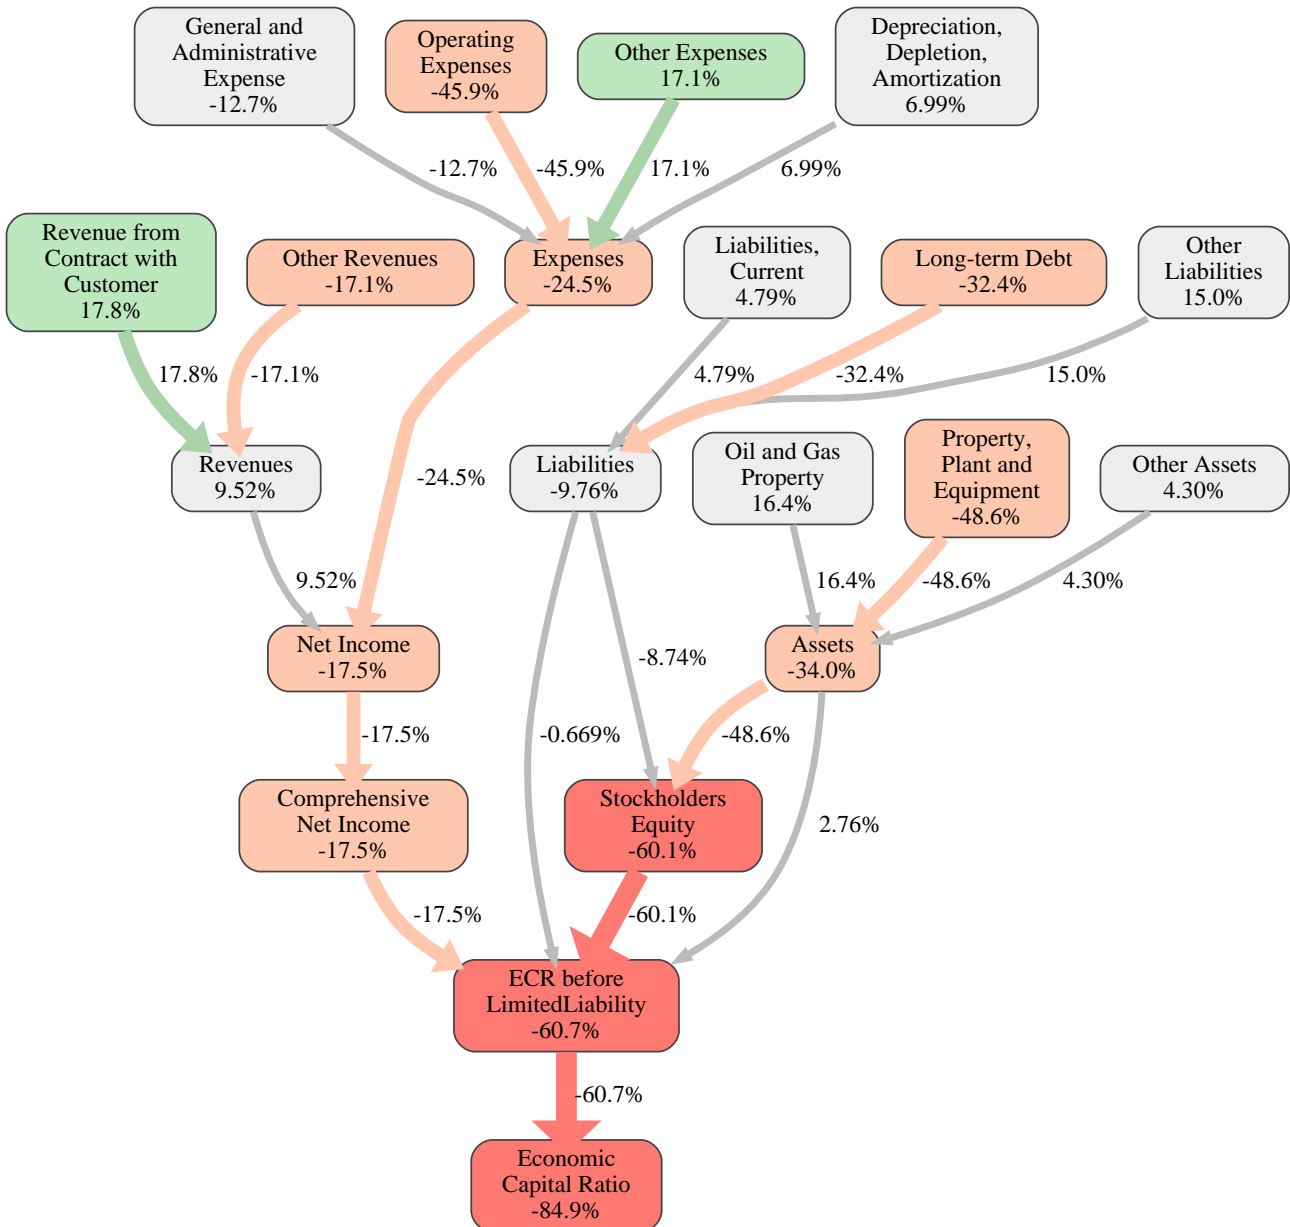 General and
Administrative
Expense
-12.7%
Operating
Expenses
-45.9%
Other Expenses
17.1%
Depreciation,
Depletion,
Amortization
6.99%
-12.7%
-45.9%
17.1%
6.99%
Revenue from
Contract with
Customer
17.8%
Other Revenues
-17.1%
Expenses
-24.5%
Liabilities,
Current
4.79%
Long-term Debt
-32.4%
Other
Liabilities
15.0%
17.8%
-17.1%
4.79%
-32.4%
15.0%
Revenues
9.52%
-24.5%
Liabilities
-9.76%
Oil and Gas
Property
16.4%
Property,
Plant and
Equipment
-48.6%
Other Assets
4.30%
9.52%
16.4%
-48.6%
4.30%
Net Income
-17.5%
-8.74%
Assets
-34.0%
-17.5%
-0.669%
-48.6%
Comprehensive
Net Income
-17.5%
Stockholders
Equity
-60.1%
2.76%
-17.5%
-60.1%
ECR before
LimitedLiability
-60.7%
-60.7%
Economic
Capital Ratio
-84.9%